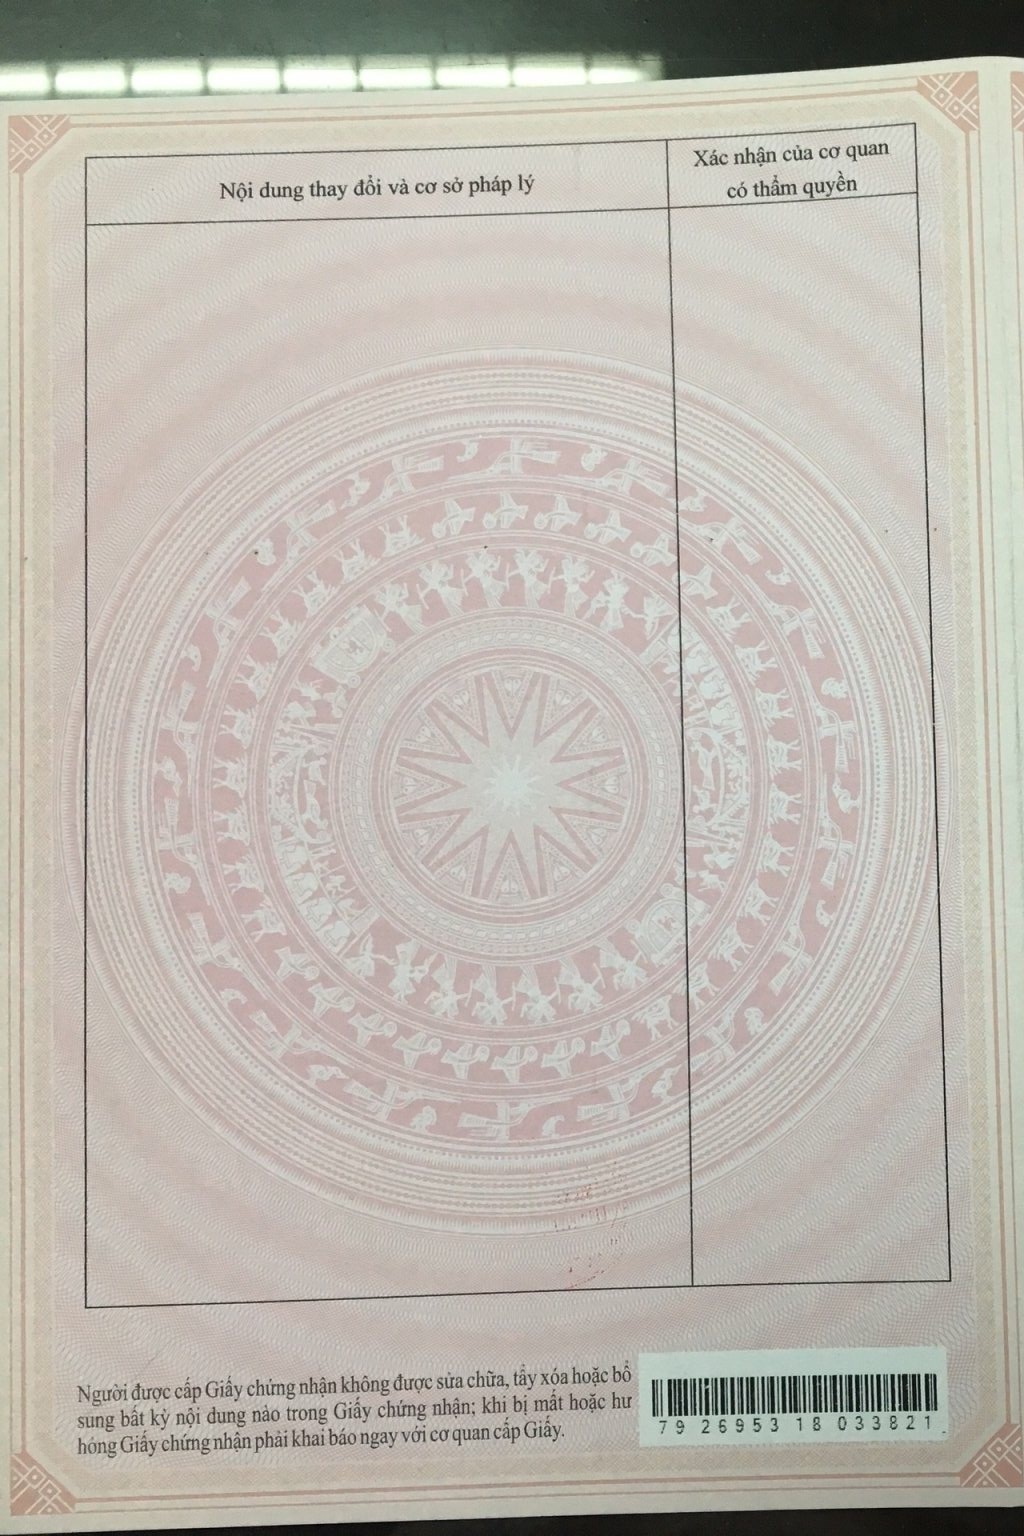 Nội dung thay đổi và cơ sở pháp lý
Xác nhận của cơ quan
có thẩm quyền
Người được cấp Giấy chứng nhận không được sửa chữa, tẩy xóa hoặc bổ
sung bất kỳ nội dung nào trong Giấy chứng nhận; khi bị mất hoặc hư
hỏng Giấy chứng nhận phải khai báo ngay với cơ quan cấp Giấy.
79 26953 18 033821